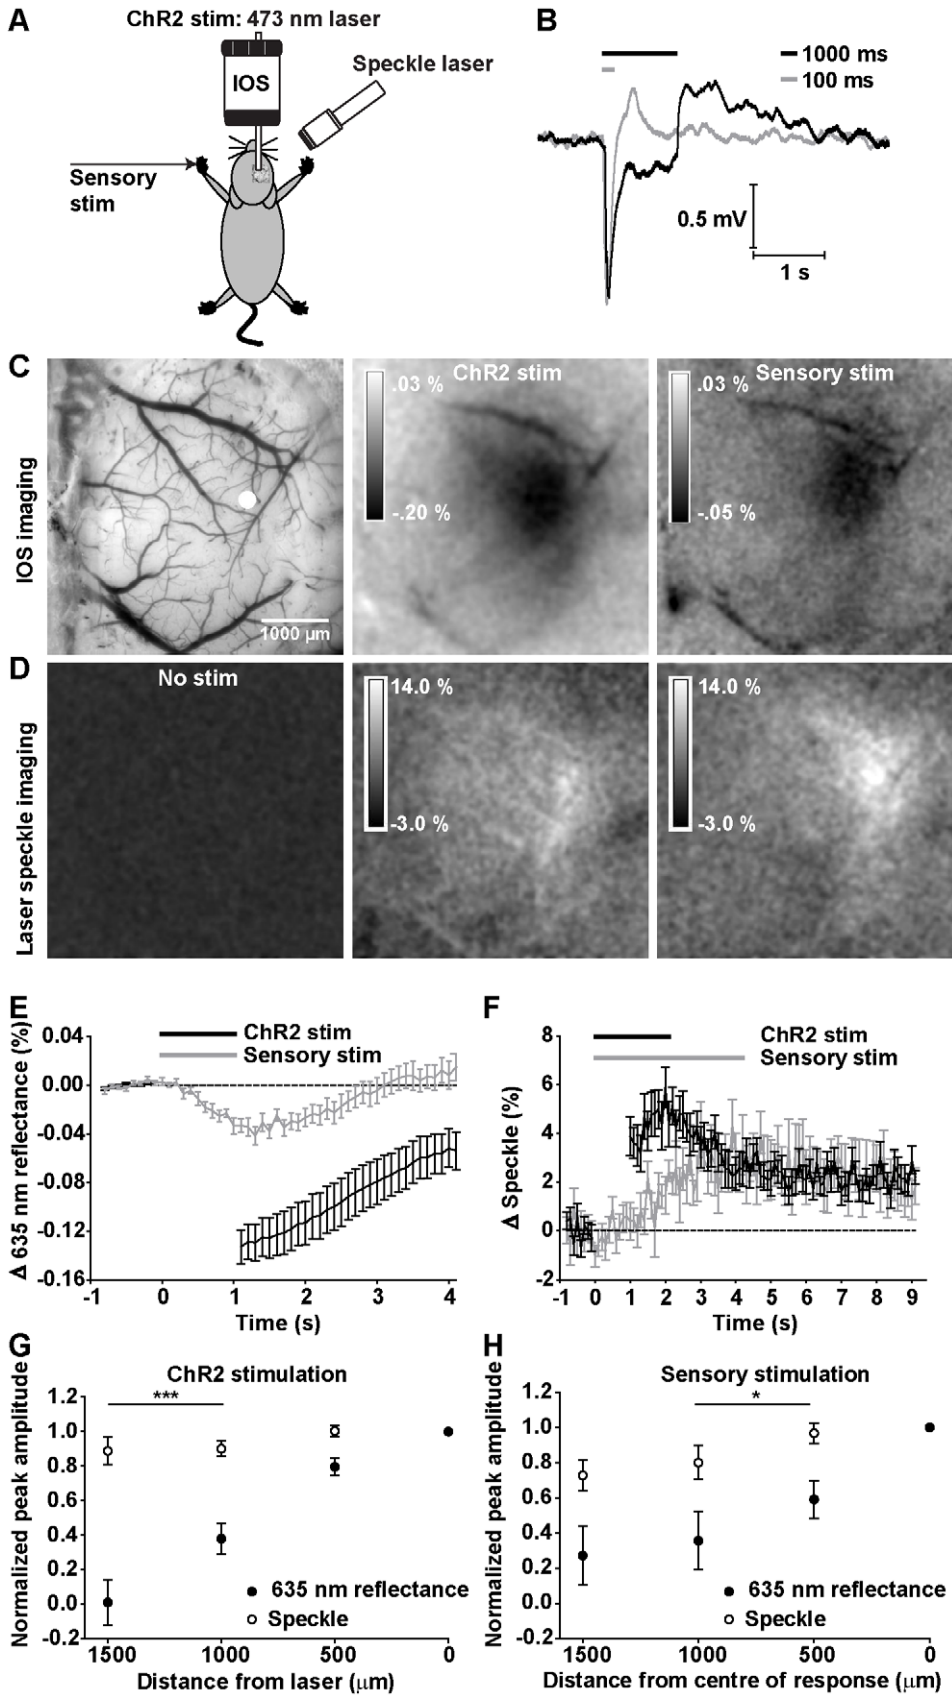 A
ChR2 stim: 473 nm laser
IOS
Speckle laser
Sensory
stim
B
1000 ms
100 ms
0.5 mV
1 s
C
IOS imaging
1000 µm
ChR2 stim
.03 %
-.20 %
Sensory stim
.03 %
-.05 %
D
Laser speckle imaging
No stim
14.0 %
-3.0 %
14.0 %
-3.0 %
E
ChR2 stim
Sensory stim
Δ 635 nm reflectance (%)
0.04
0.00
-0.04
-0.08
-0.12
-0.16
-1 0 1 2 3 4
Time (s)
F
ChR2 stim
Sensory stim
Δ Speckle (%)
8
6
4
2
0
-2
-1 0 1 2 3 4 5 6 7 8 9
Time (s)
G
ChR2 stimulation
***
Normalized peak amplitude
1.2
1.0
0.8
0.6
0.4
0.2
0.0
-0.2
635 nm reflectance
Speckle
1500 1000 500 0
Distance from laser (µm)
H
Sensory stimulation
*
Normalized peak amplitude
1.2
1.0
0.8
0.6
0.4
0.2
0.0
-0.2
635 nm reflectance
Speckle
1500 1000 500 0
Distance from centre of response (µm)